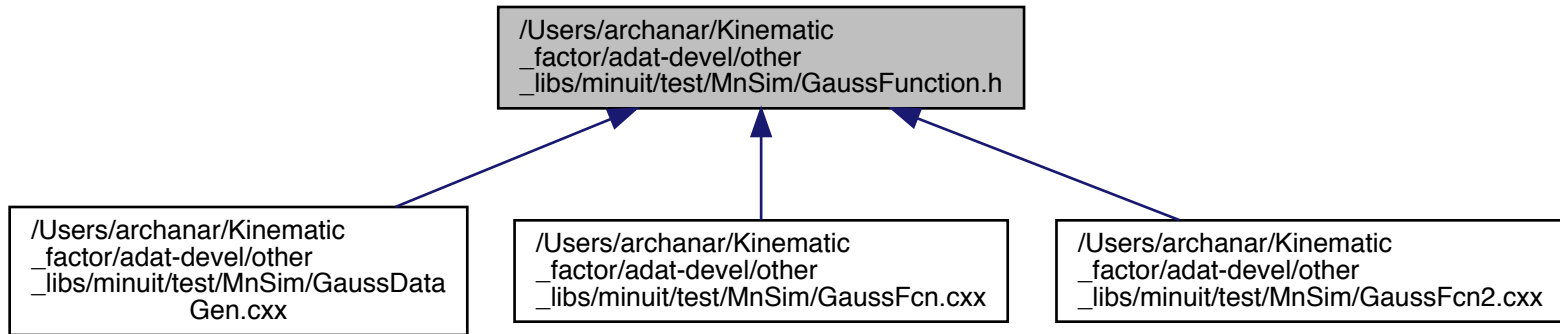 /Users/archanar/Kinematic
_factor/adat-devel/other
_libs/minuit/test/MnSim/GaussFunction.h
/Users/archanar/Kinematic
_factor/adat-devel/other
_libs/minuit/test/MnSim/GaussData
Gen.cxx
/Users/archanar/Kinematic
_factor/adat-devel/other
_libs/minuit/test/MnSim/GaussFcn.cxx
/Users/archanar/Kinematic
_factor/adat-devel/other
_libs/minuit/test/MnSim/GaussFcn2.cxx